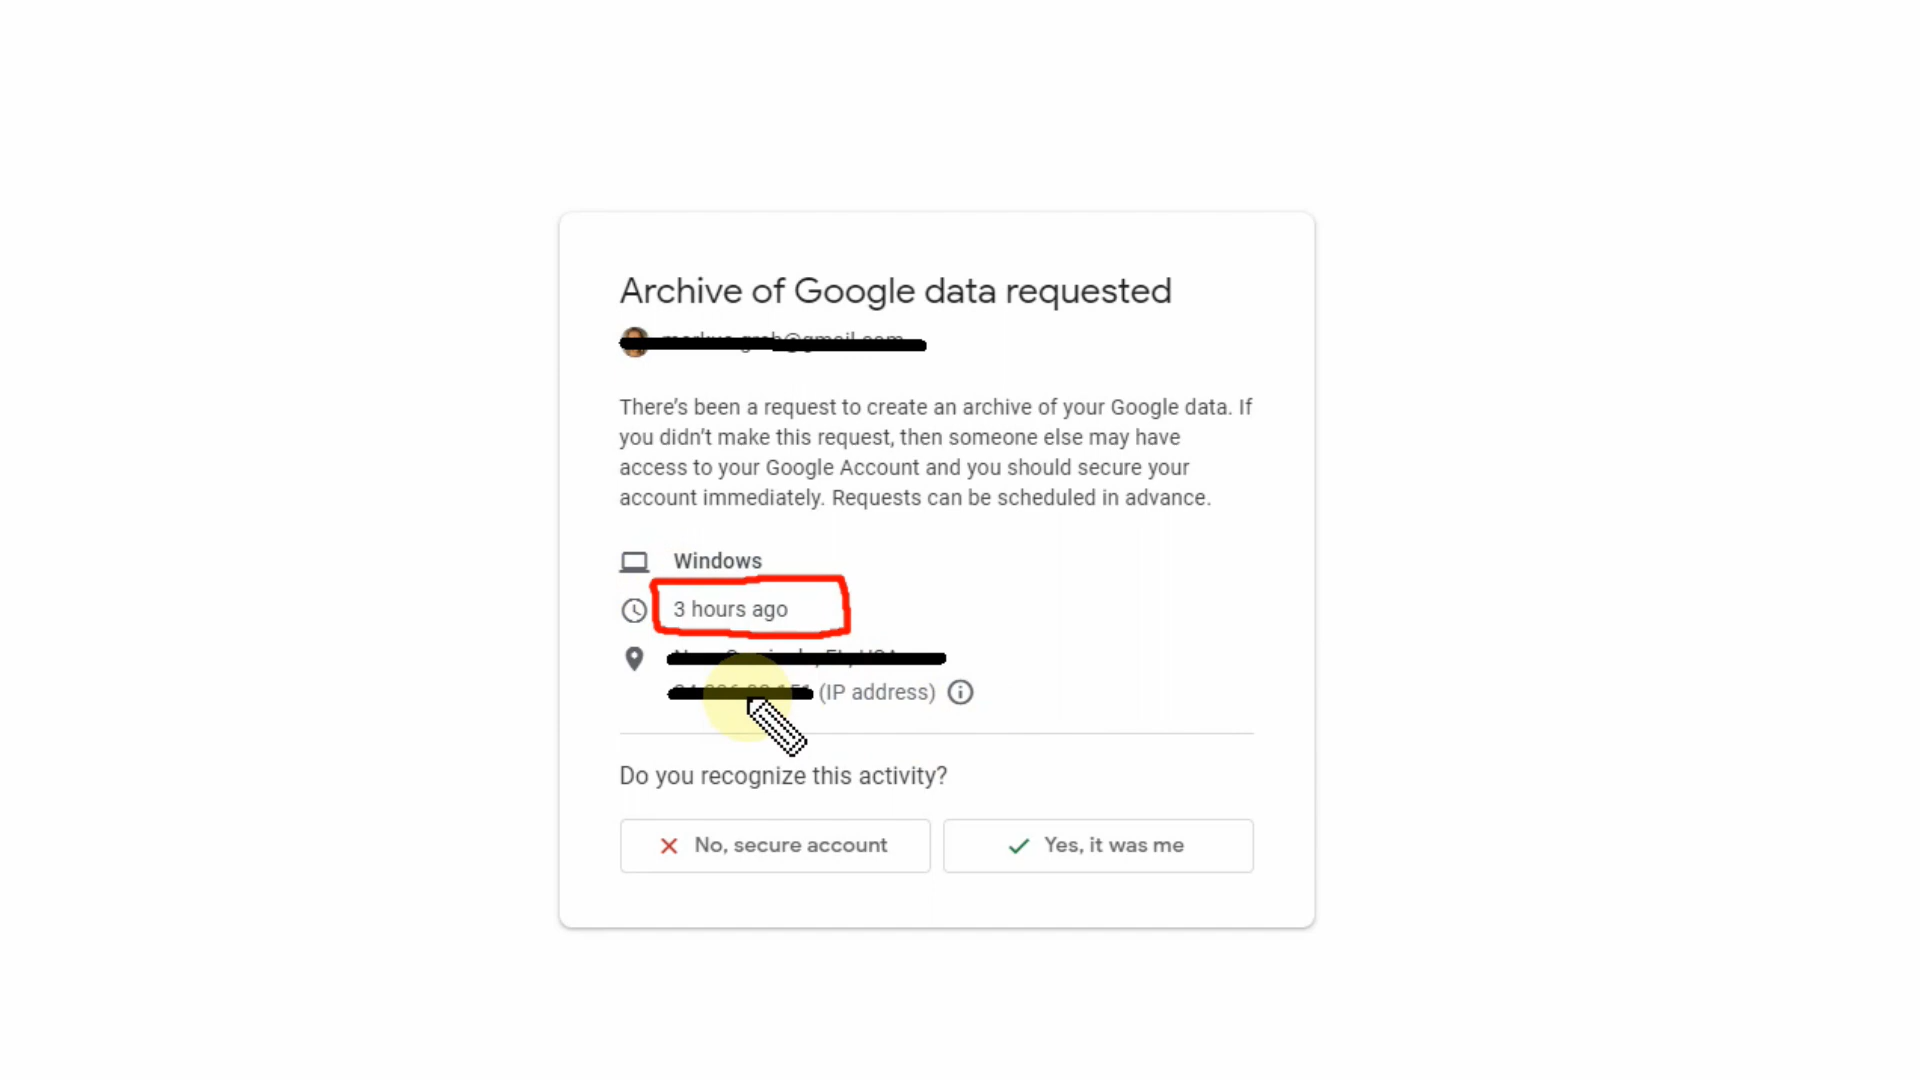 Archive of Google data requested
There's been a request to create an archive of your Google data. If
you didn't make this request, then someone else may have
access to your Google Account and you should secure your
account immediately. Requests can be scheduled in advance.
Windows
3 hours ago
(IP address)
Do you recognize this activity?
No, secure account
Yes, it was me